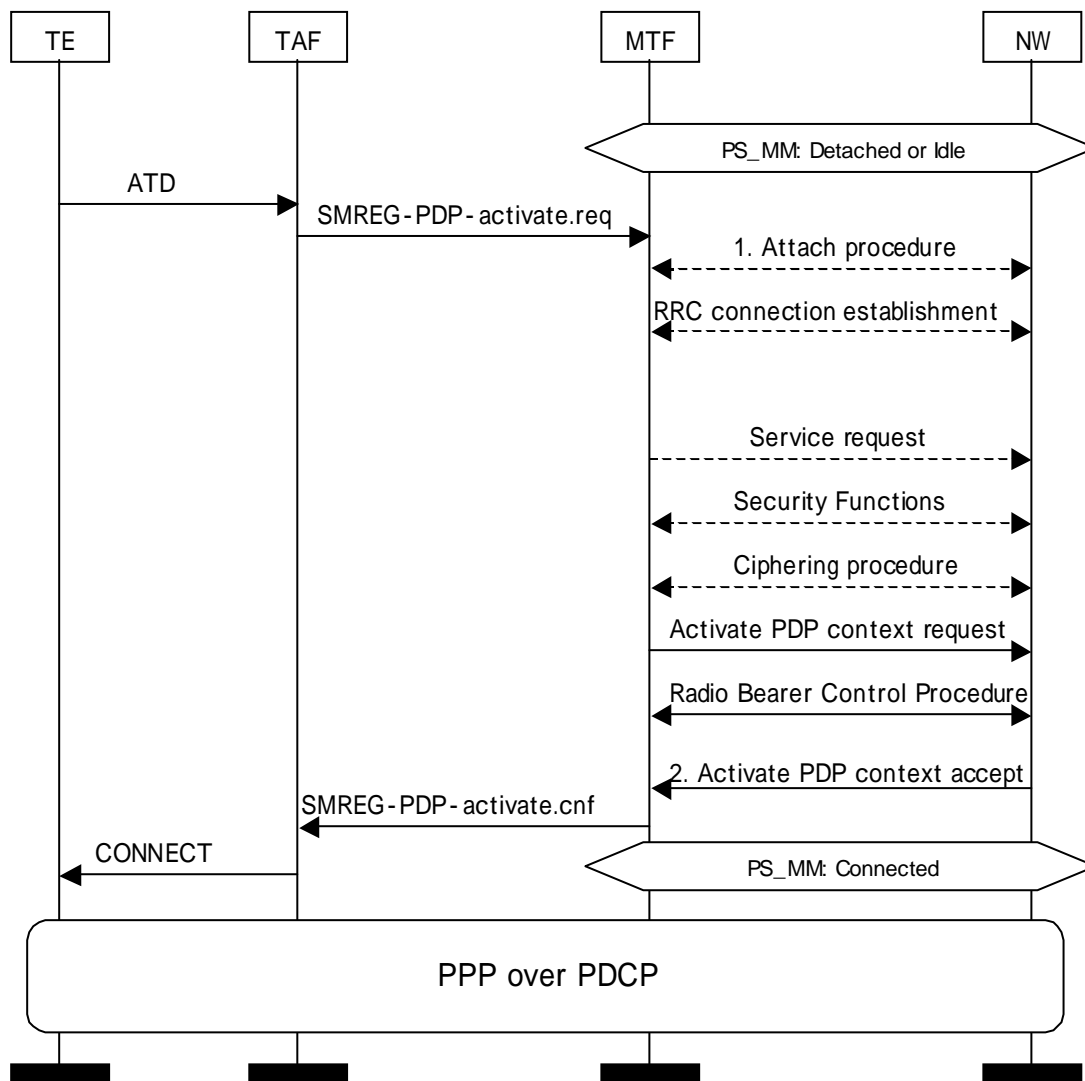 TE
TAF
MTF
NW
PS_MM: Detached or Idle
ATD
SMREG-PDP-activate.req
1. Attach procedure
RRC connection establishment
Service request
Security Functions
Ciphering procedure
Activate PDP context request
Radio Bearer Control Procedure
2. Activate PDP context accept
SMREG-PDP-activate.cnf
CONNECT
PS_MM: Connected
PPP over PDCP